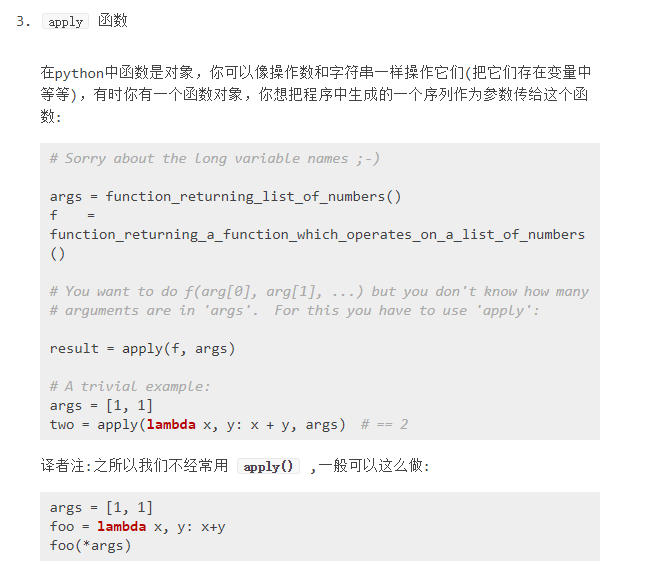 3. apply 函数
在python中函数是对象，你可以像操作数和字符串一样操作它们(把它们存在变量中
等等)，有时你有一个函数对象，你想把程序中生成的一个序列作为参数传给这个函
数:
# Sorry about the long variable names ;-)
args = function_returning_list_of_numbers()
f    =
function_returning_a_function_which_operates_on_a_list_of_numbers
()
# You want to do f(arg[0], arg[1], ...) but you don't know how many
# arguments are in 'args'.  For this you have to use 'apply':
result = apply(f, args)
# A trivial example:
args = [1, 1]
two = apply(lambda x, y: x + y, args)  # == 2
译者注:之所以我们不经常用 apply() ,一般可以这么做:
args = [1, 1]
foo = lambda x, y: x+y
foo(*args)